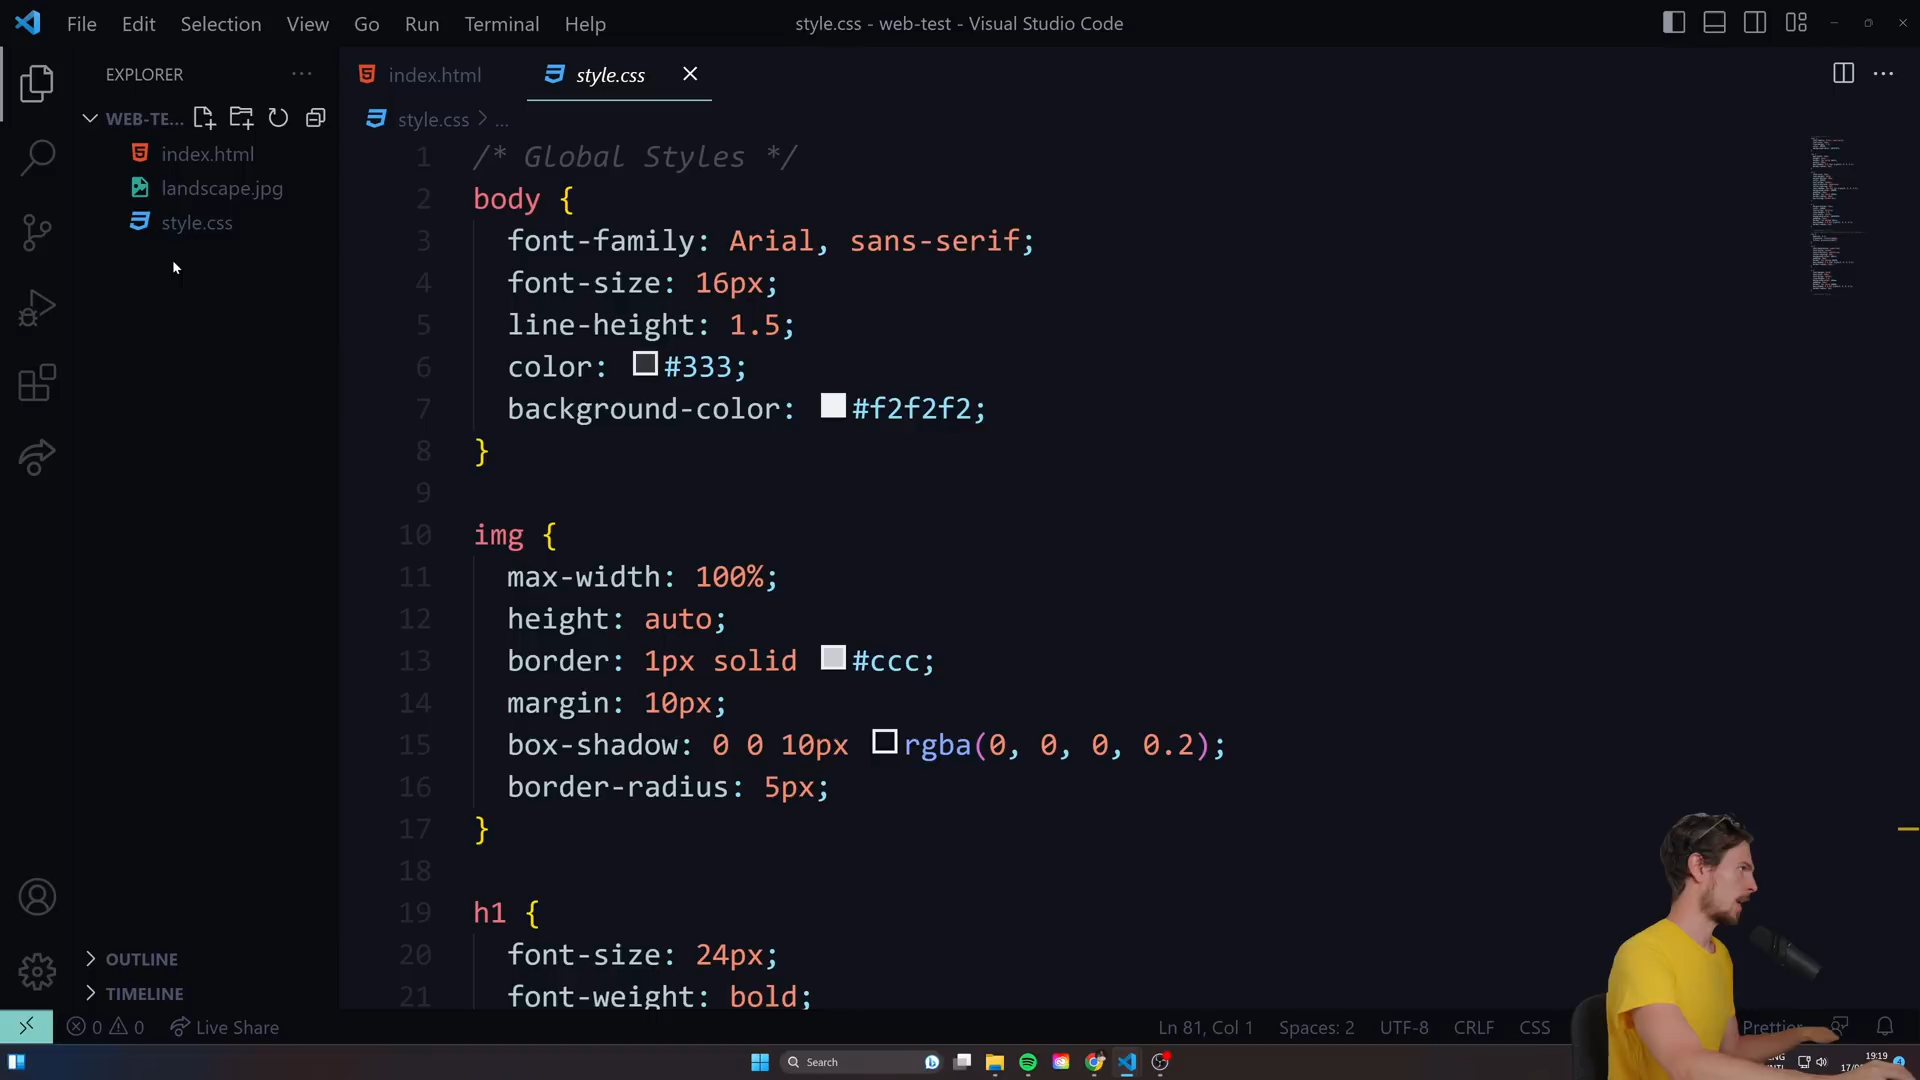 File Edit Selection View Go Run Terminal Help
style.css - web-test - Visual Studio Code
EXPLORER
WEB-TE...
index.html
landscape.jpg
style.css
OUTLINE
TIMELINE
index.html
style.css
style.css > ...
1 /* Global Styles */
2 body {
3 font-family: Arial, sans-serif;
4 font-size: 16px;
5 line-height: 1.5;
6 color: #333;
7 background-color: #f2f2f2;
8 }
9
10 img {
11 max-width: 100%;
12 height: auto;
13 border: 1px solid #ccc;
14 margin: 10px;
15 box-shadow: 0 0 10px rgba(0, 0, 0, 0.2);
16 border-radius: 5px;
17 }
18
19 h1 {
20 font-size: 24px;
21 font-weight: bold;
0 0 Live Share
Ln 81, Col 1 Spaces: 2 UTF-8 CRLF CSS Prettier
Search
19:19